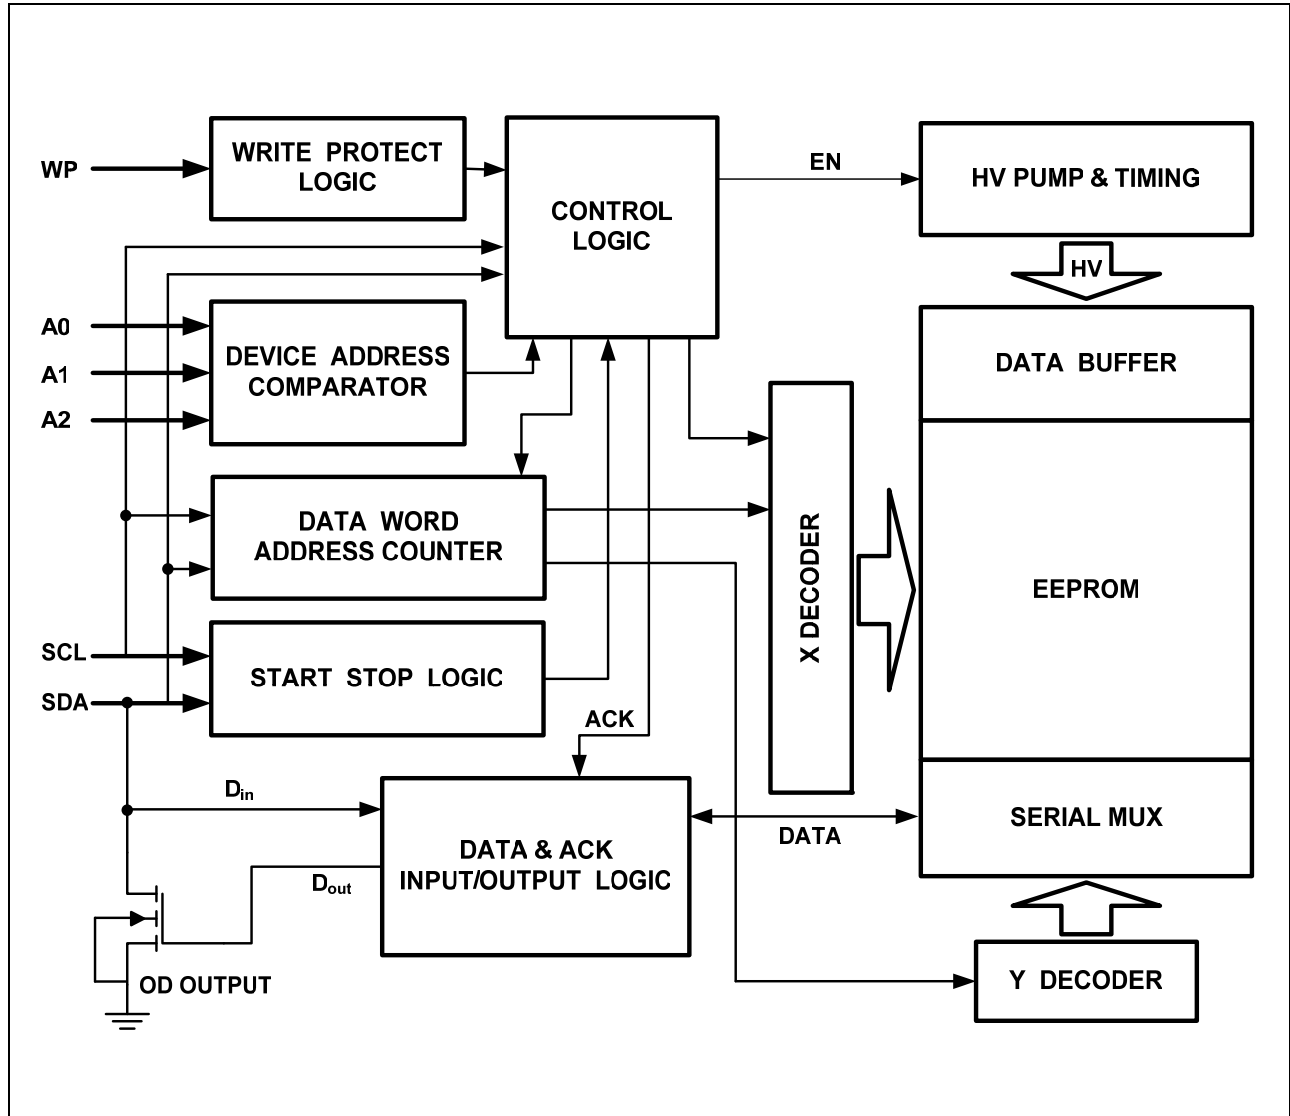 WP
WRITE PROTECT
LOGIC
CONTROL
LOGIC
EN
HV PUMP & TIMING
HV
A0
A1
A2
DEVICE ADDRESS
COMPARATOR
DATA BUFFER
DATA WORD
ADDRESS COUNTER
X DECODER
EEPROM
SCL
SDA
START STOP LOGIC
ACK
Din
DATA & ACK
INPUT/OUTPUT LOGIC
Dout
DATA
SERIAL MUX
OD OUTPUT
Y DECODER